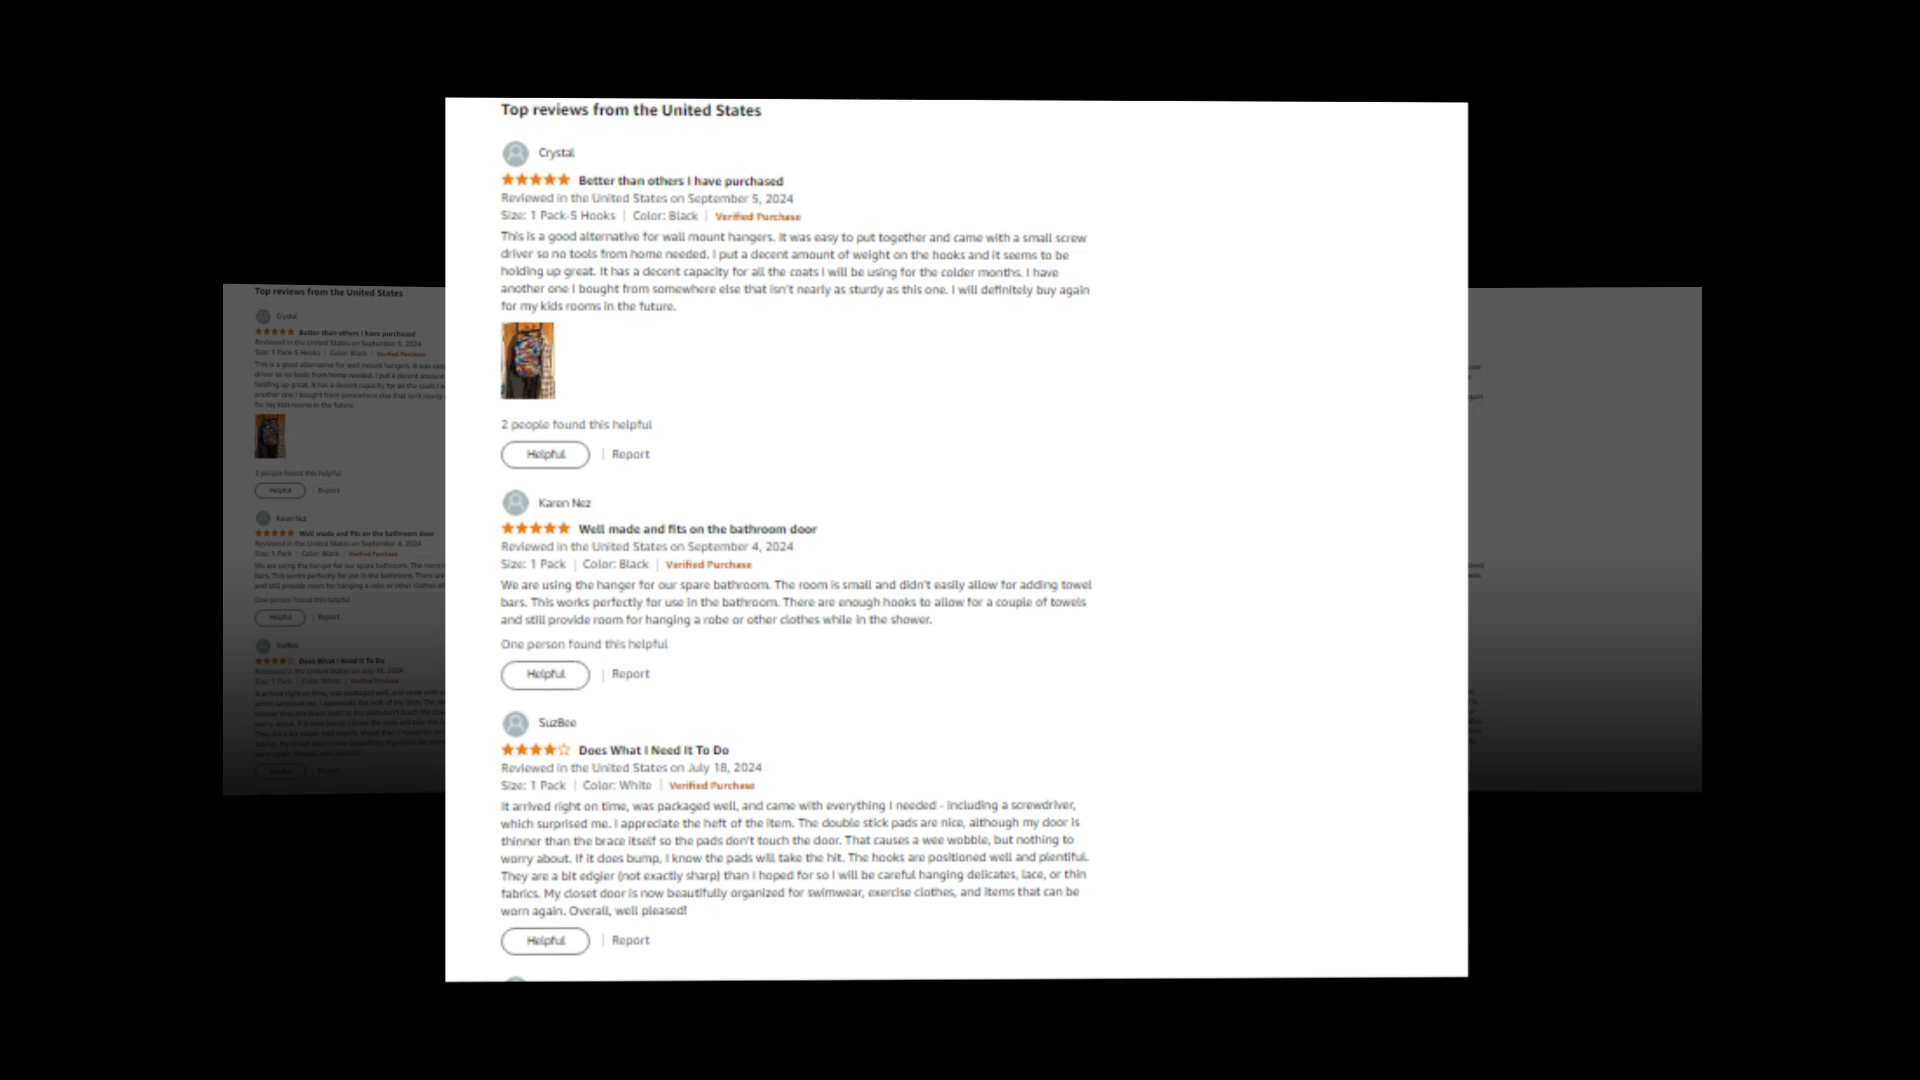 Top reviews from the United States
Crystal
Better than others I have purchased
Reviewed in the United States on September 5, 2024
Size: 1 Pack-5 Hooks | Color: Black | Verified Purchase
This is a good alternative for wall mount hangers. It was easy to put together and came with a small screw
driver so no tools from home needed. I put a decent amount of weight on the hooks and it seems to be
holding up great. It has a decent capacity for all the coats I will be using for the colder months. I have
another one I bought from somewhere else that isn't nearly as sturdy as this one. I will definitely buy again
for my kids rooms in the future.
2 people found this helpful
Helpful | Report
Karen Nez
Well made and fits on the bathroom door
Reviewed in the United States on September 4, 2024
Size: 1 Pack | Color: Black | Verified Purchase
We are using the hanger for our spare bathroom. The room is small and didn't easily allow for adding towel
bars. This works perfectly for use in the bathroom. There are enough hooks to allow for a couple of towels
and still provide room for hanging a robe or other clothes while in the shower.
One person found this helpful
Helpful | Report
SuzBee
Does What I Need It To Do
Reviewed in the United States on July 18, 2024
Size: 1 Pack | Color: White | Verified Purchase
It arrived right on time, was packaged well, and came with everything I needed - including a screwdriver,
which surprised me. I appreciate the heft of the item. The double stick pads are nice, although my door is
thinner than the brace itself so the pads don't touch the door. That causes a wee wobble, but nothing to
worry about. If it does bump, I know the pads will take the hit. The hooks are positioned well and plentiful.
They are a bit edgier (not exactly sharp) than I hoped for so I will be careful hanging delicates, lace, or thin
fabrics. My closet door is now beautifully organized for swimwear, exercise clothes, and items that can be
worn again. Overall, well pleased!
Helpful | Report